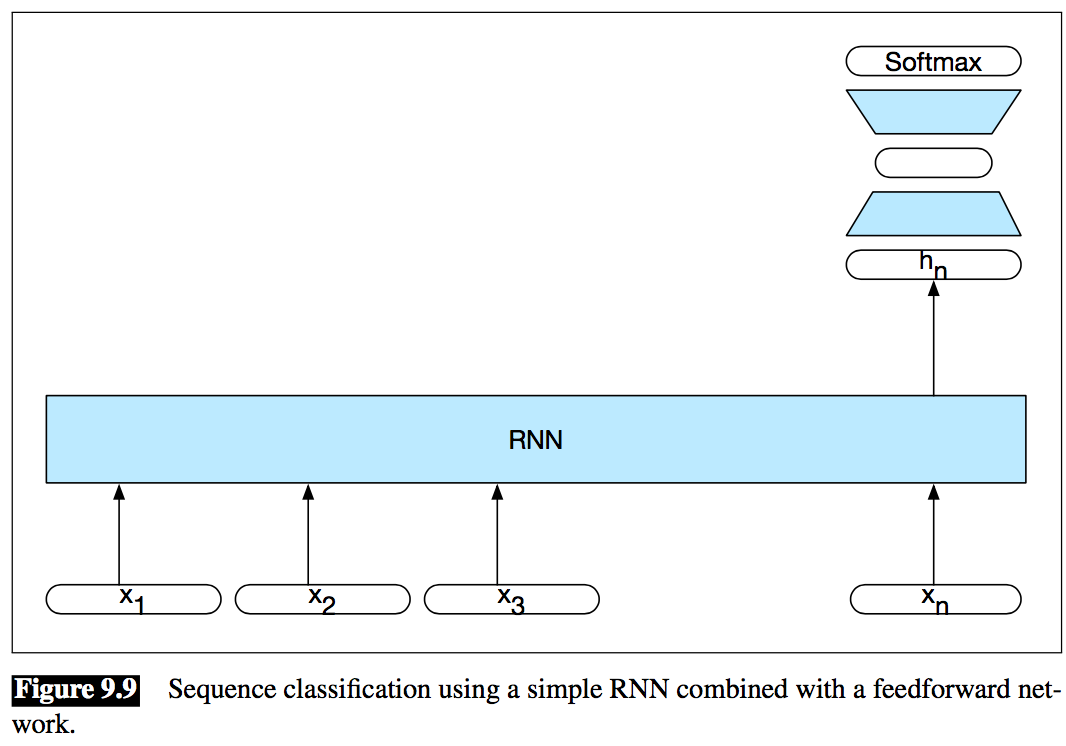 Softmax
hn
RNN
x1 x2 x3 xn
Figure 9.9 Sequence classification using a simple RNN combined with a feedforward net-
work.